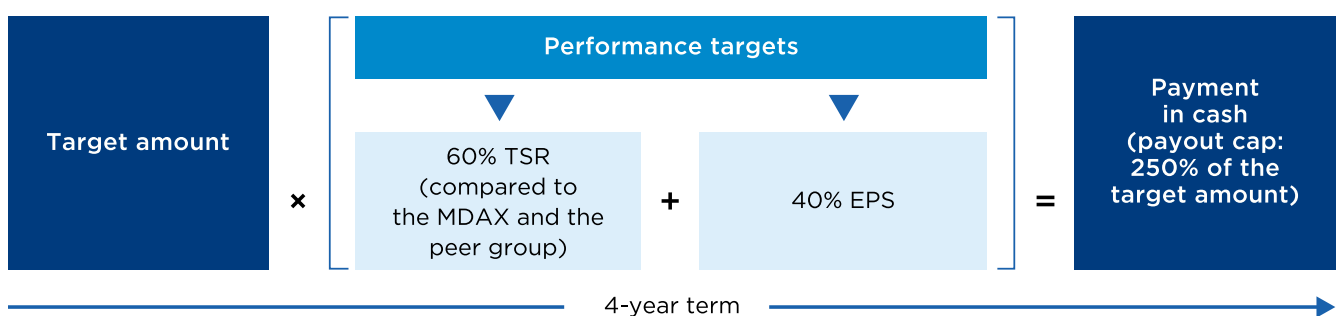 Target amount
×
Performance targets
60% TSR
(compared to
the MDAX and the
peer group)
+
40% EPS
=
Payment
in cash
(payout cap:
250% of the
target amount)
4-year term